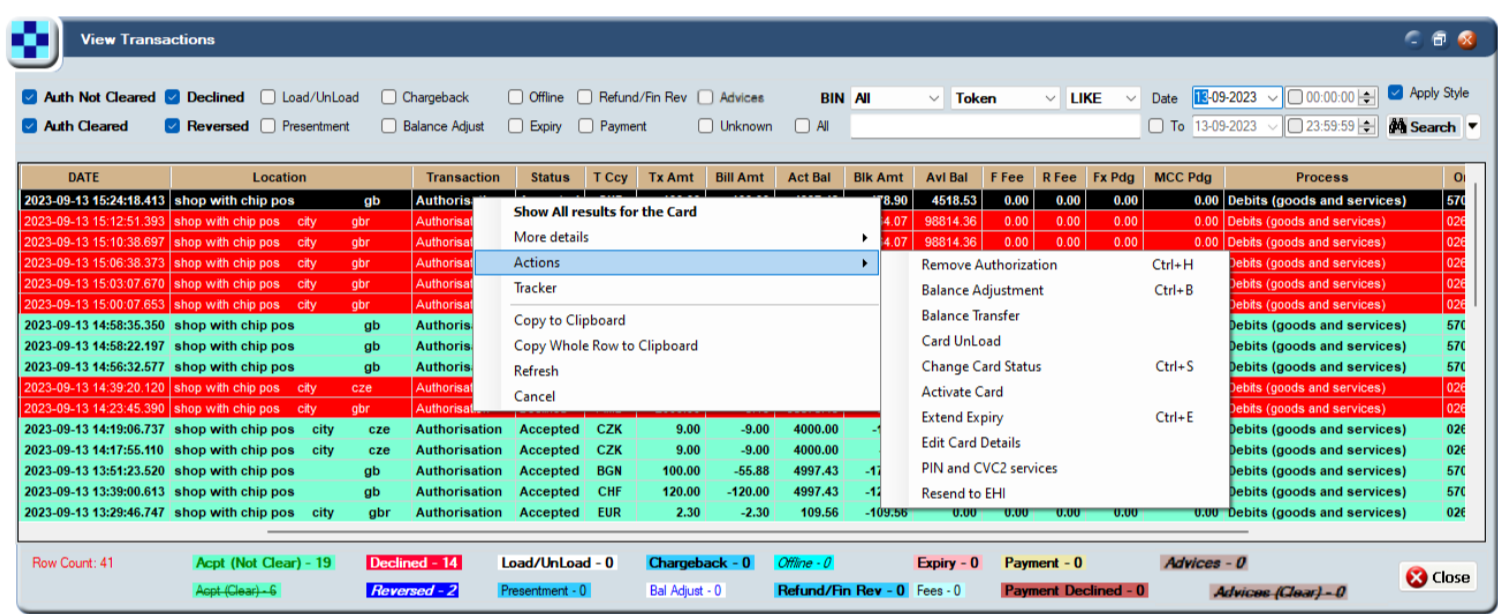 View Transactions
Auth Not Cleared Declined Load/UnLoad Chargeback Offline Refund/Fin Rev Advices BIN All Token LIKE Date 13-09-2023 00:00:00 Apply Style
Auth Cleared Reversed Presentment Balance Adjust Expiry Payment Unknown All To 13-09-2023 23:59:59 Search
DATE Location Transaction Status T Ccy Tx Amt Bill Amt Act Bal Blk Amt Avl Bal F Fee R Fee Fx Pdg MCC Pdg Process
2023-09-13 15:24:18.413 shop with chip pos gb 4518.53 0.00 0.00 0.00 0.00 Debits (goods and services) 570
2023-09-13 15:12:51.393 shop with chip pos city gbr 98814.36 0.00 0.00 0.00 0.00 Debits (goods and services) 026
2023-09-13 15:10:38.697 shop with chip pos city gbr 98814.36 0.00 0.00 0.00 0.00 Debits (goods and services) 026
2023-09-13 15:06:38.373 shop with chip pos city gbr Debits (goods and services) 026
2023-09-13 15:03:07.670 shop with chip pos city gbr Debits (goods and services) 026
2023-09-13 15:00:07.653 shop with chip pos city gbr Debits (goods and services) 026
2023-09-13 14:58:35.350 shop with chip pos gb Debits (goods and services) 570
2023-09-13 14:58:22.197 shop with chip pos gb Debits (goods and services) 570
2023-09-13 14:56:32.577 shop with chip pos gb Debits (goods and services) 570
2023-09-13 14:39:20.120 shop with chip pos city cze Debits (goods and services) 026
2023-09-13 14:23:45.390 shop with chip pos city gbr Debits (goods and services) 026
2023-09-13 14:19:06.737 shop with chip pos city cze Authorisation Accepted CZK 9.00 -9.00 4000.00 Debits (goods and services) 026
2023-09-13 14:17:55.110 shop with chip pos city cze Authorisation Accepted CZK 9.00 -9.00 4000.00 Debits (goods and services) 026
2023-09-13 13:51:23.520 shop with chip pos gb Authorisation Accepted BGN 100.00 -55.88 4997.43 Debits (goods and services) 570
2023-09-13 13:39:00.613 shop with chip pos gb Authorisation Accepted CHF 120.00 -120.00 4997.43 Debits (goods and services) 570
2023-09-13 13:29:46.747 shop with chip pos city gbr Authorisation Accepted EUR 2.30 -2.30 109.56 -109.56 0.00 0.00 0.00 0.00 0.00 Debits (goods and services) 026
Show All results for the Card
More details
Actions
Tracker
Copy to Clipboard
Copy Whole Row to Clipboard
Refresh
Cancel
Remove Authorization Ctrl+H
Balance Adjustment Ctrl+B
Balance Transfer
Card UnLoad
Change Card Status Ctrl+S
Activate Card
Extend Expiry Ctrl+E
Edit Card Details
PIN and CVC2 services
Resend to EHI
Row Count: 41 Acpt (Not Clear) - 19 Declined - 14 Load/UnLoad - 0 Chargeback - 0 Offline - 0 Expiry - 0 Payment - 0 Advices - 0
Acpt (Clear) - 6 Reversed - 2 Presentment - 0 Bal Adjust - 0 Refund/Fin Rev - 0 Fees - 0 Payment Declined - 0 Advices (Clear) - 0
Close